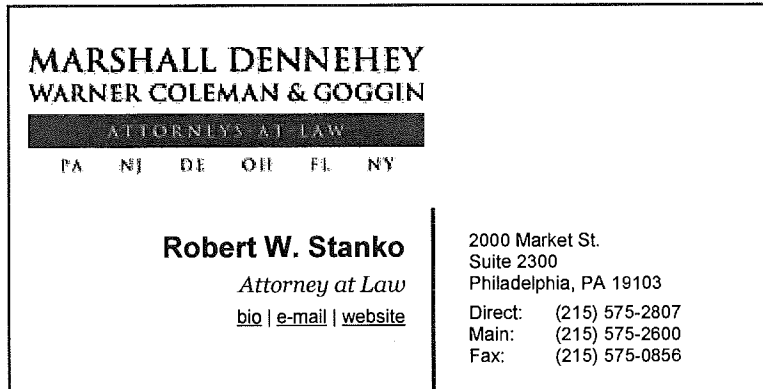 MARSHALL DENNEHEY
WARNER COLEMAN & GOGGIN
ATTORNEYS AT LAW
PA NJ DE OH FL NY
Robert W. Stanko
Attorney at Law
bio | e-mail | website
2000 Market St.
Suite 2300
Philadelphia, PA 19103
Direct: (215) 575-2807
Main: (215) 575-2600
Fax: (215) 575-0856